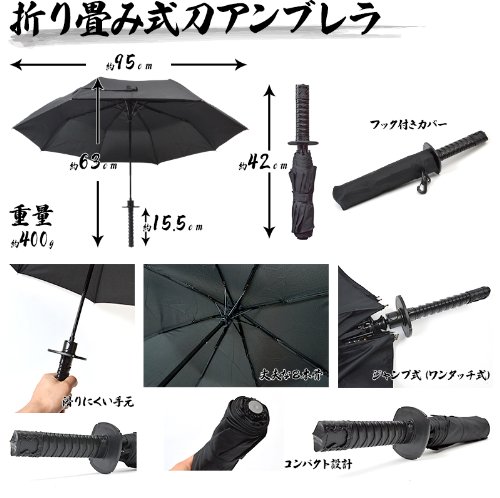 折り畳み式刀アンブレラ
約95cm
約63cm
約42cm
フック付きカバー
重量
約400g
約15.5cm
滑りにくい手元
丈夫な8本骨
ジャンプ式(ワンタッチ式)
コンパクト設計